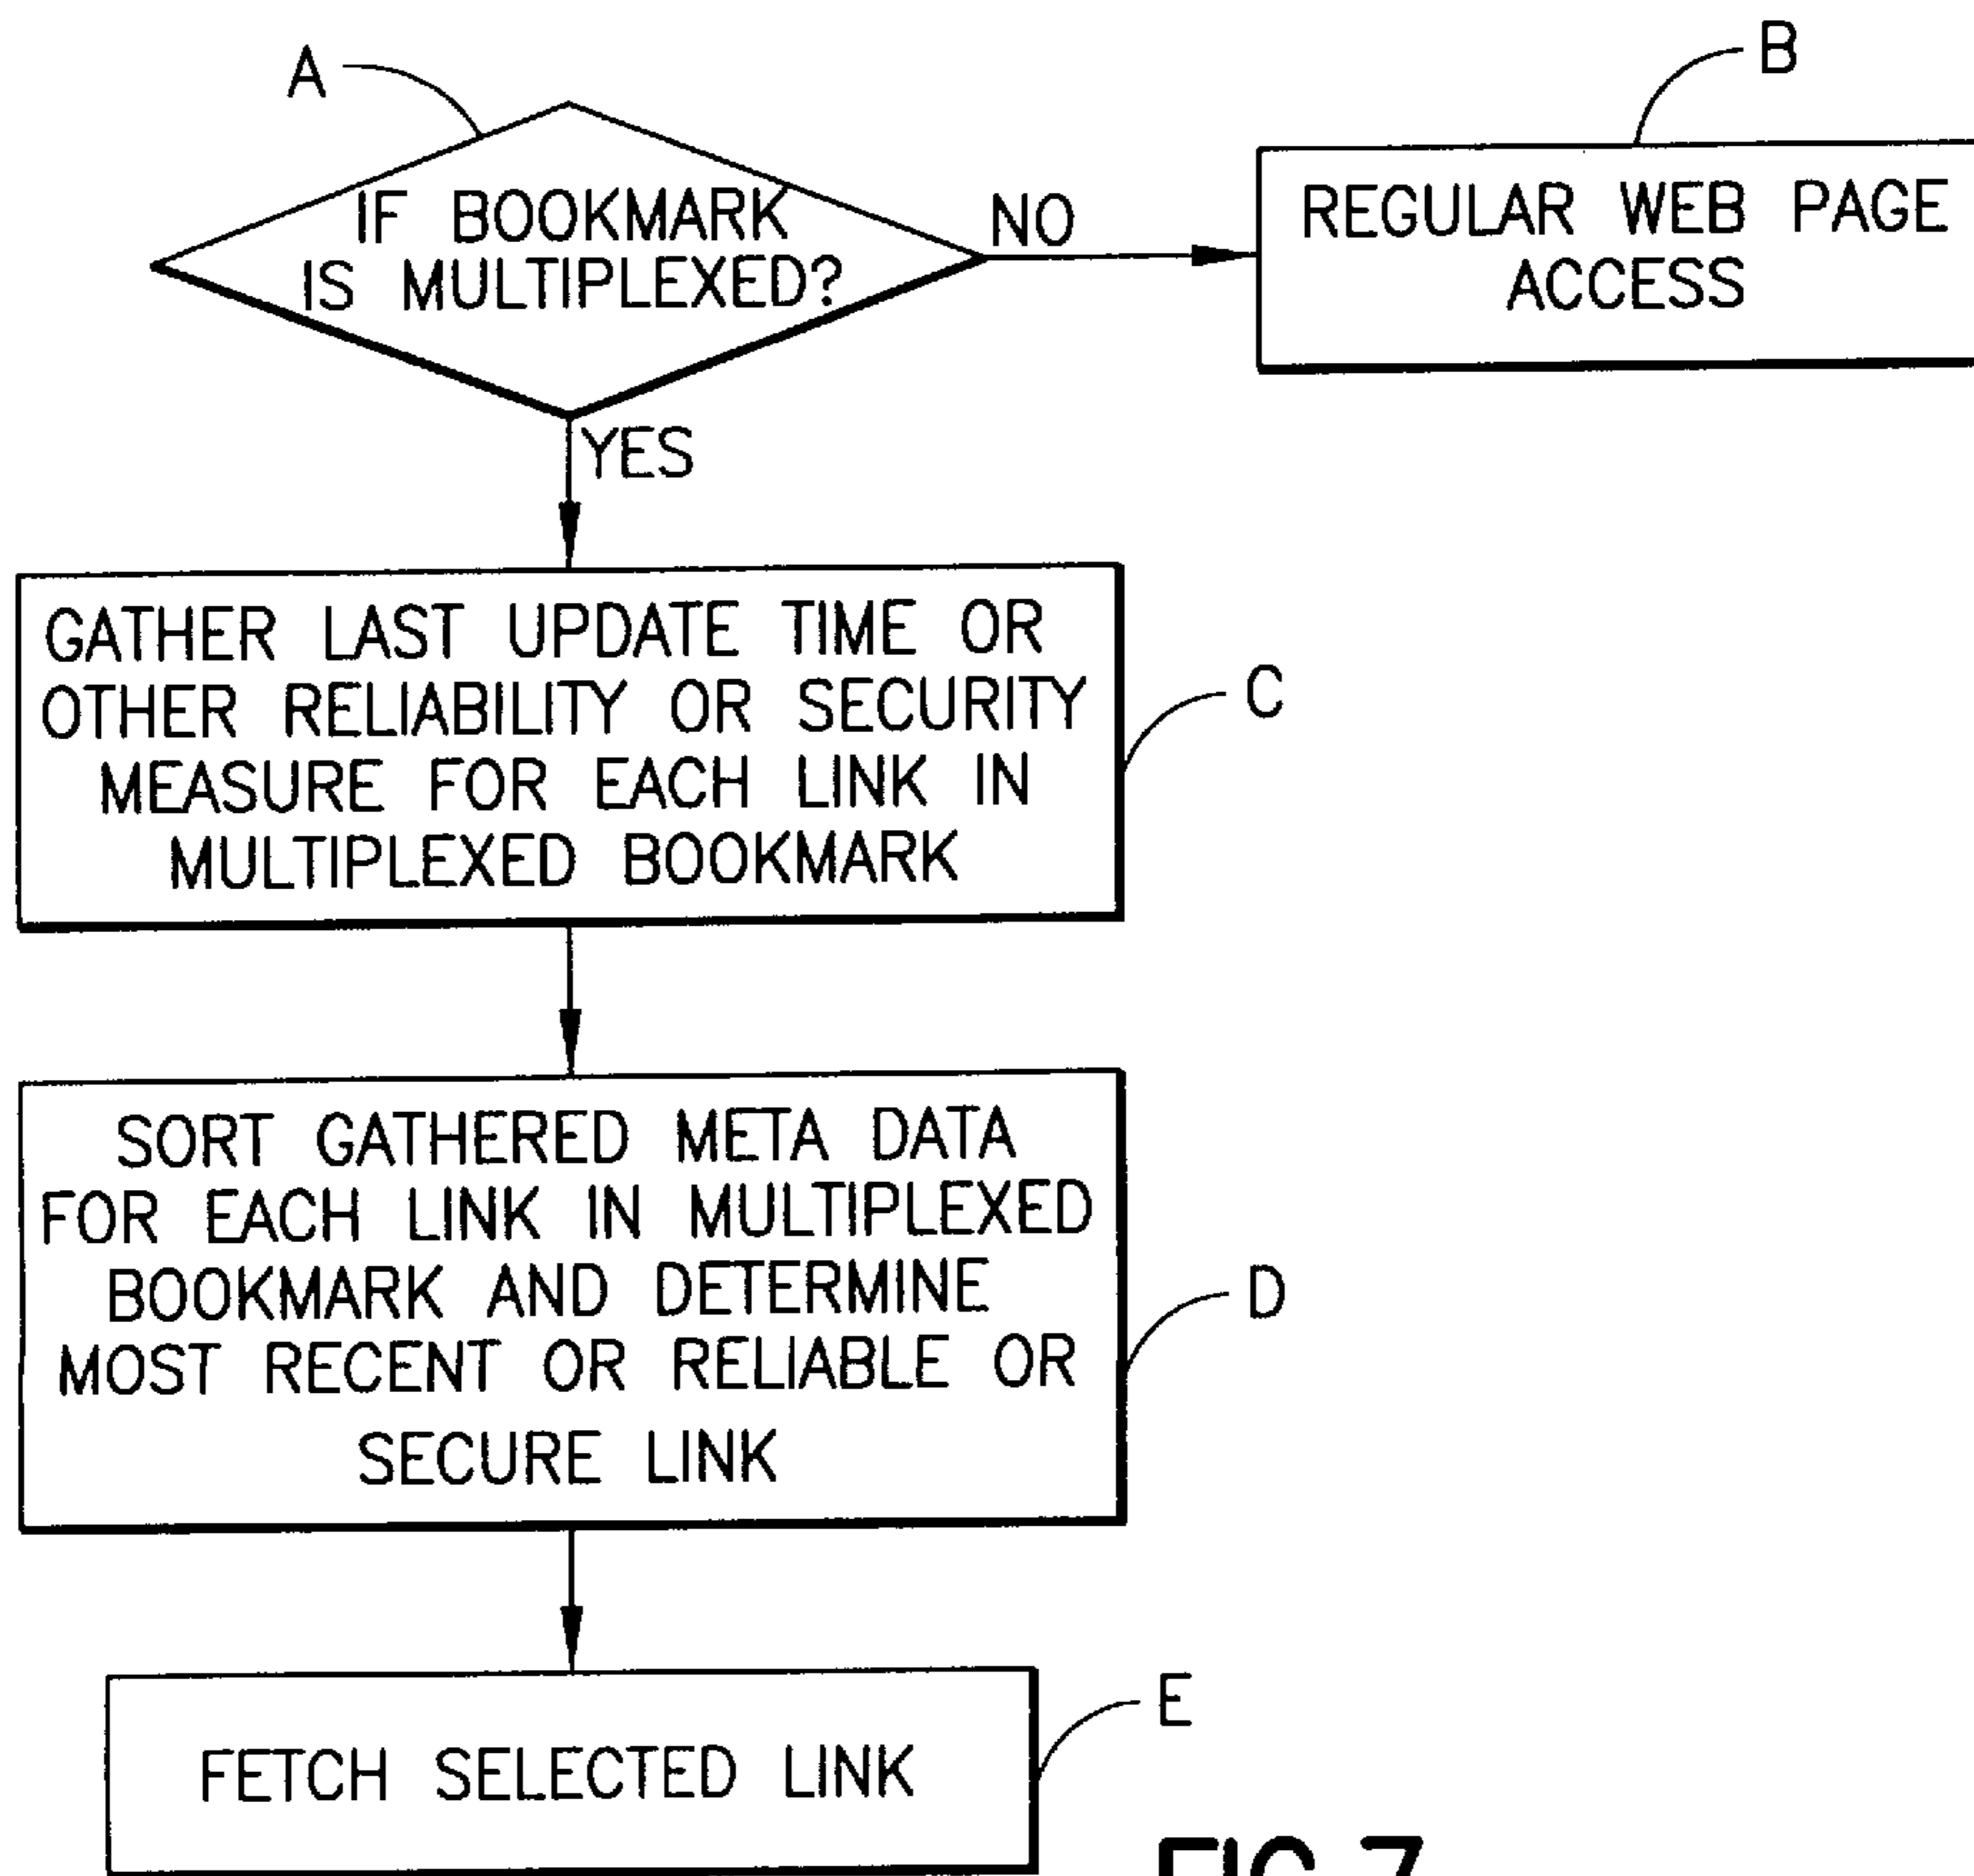 A
B
IF BOOKMARK
IS MULTIPLEXED?
NO
REGULAR WEB PAGE
ACCESS
YES
GATHER LAST UPDATE TIME OR
OTHER RELIABILITY OR SECURITY
MEASURE FOR EACH LINK IN
MULTIPLEXED BOOKMARK
C
SORT GATHERED META DATA
FOR EACH LINK IN MULTIPLEXED
BOOKMARK AND DETERMINE
MOST RECENT OR RELIABLE OR
SECURE LINK
D
FETCH SELECTED LINK
E
FIG.7